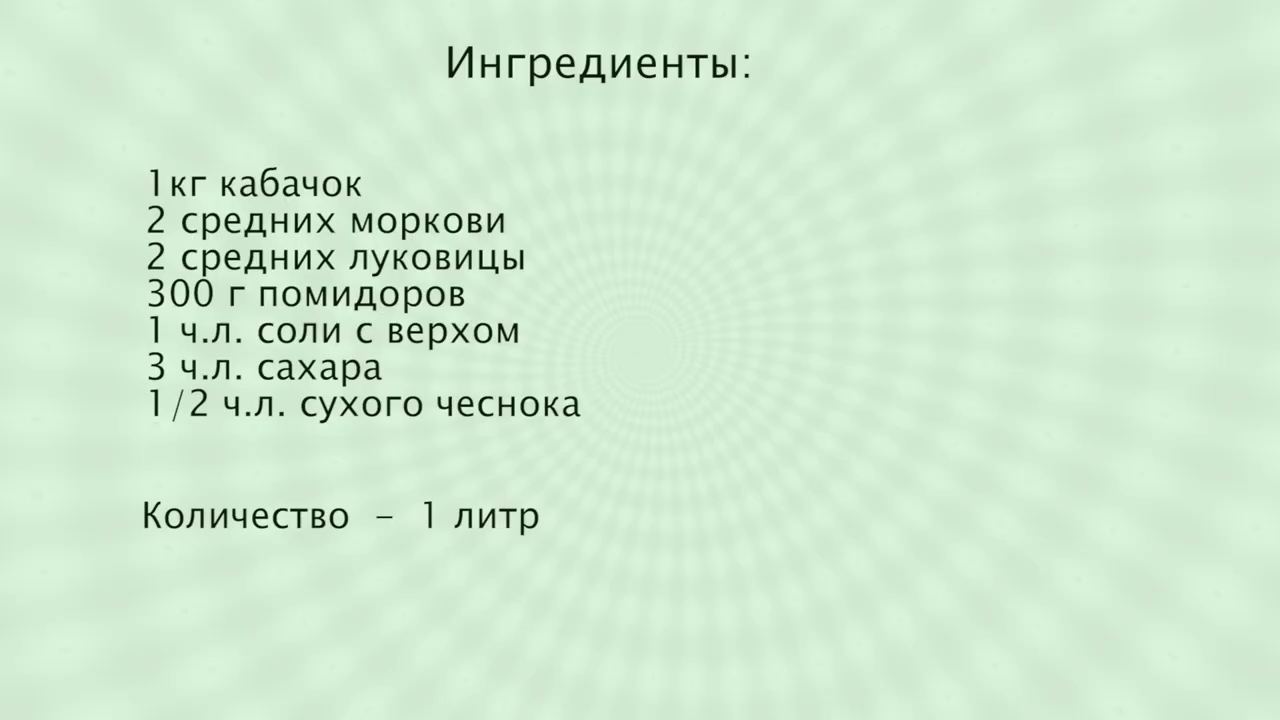 Ингредиенты:
1кг кабачок
2 средних моркови
2 средних луковицы
300 г помидоров
1 ч.л. соли с верхом
3 ч.л. сахара
1/2 ч.л. сухого чеснока
Количество – 1 литр